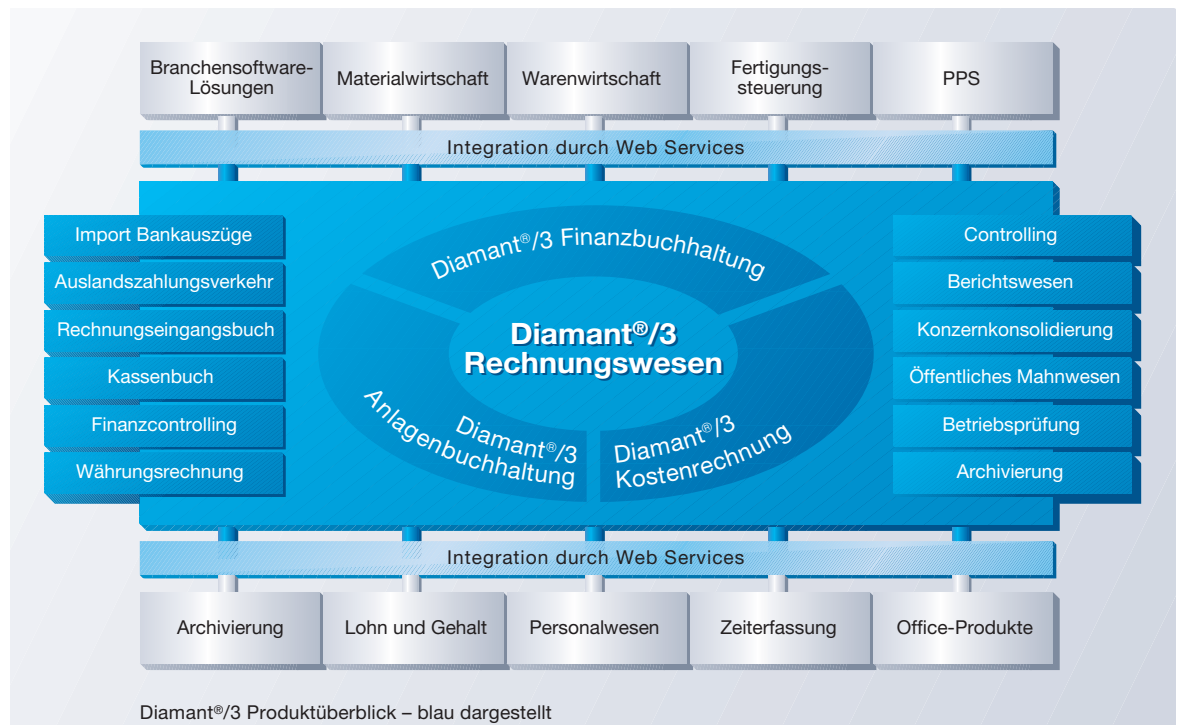 Branchensoftware-
Lösungen
Materialwirtschaft
Warenwirtschaft
Fertigungs-
steuerung
PPS
Integration durch Web Services
Import Bankauszüge
Auslandszahlungsverkehr
Rechnungseingangsbuch
Kassenbuch
Finanzcontrolling
Währungsrechnung
Diamant®/3 Finanzbuchhaltung
Diamant®/3
Rechnungswesen
Diamant®/3
Anlagenbuchhaltung
Diamant®/3
Kostenrechnung
Controlling
Berichtswesen
Konzernkonsolidierung
Öffentliches Mahnwesen
Betriebsprüfung
Archivierung
Integration durch Web Services
Archivierung
Lohn und Gehalt
Personalwesen
Zeiterfassung
Office-Produkte
Diamant®/3 Produktüberblick – blau dargestellt